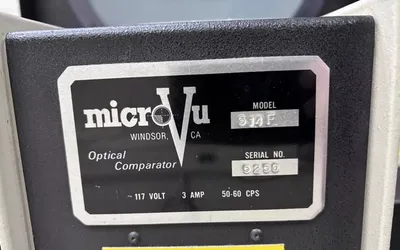 microVu
WINDSOR, CA
Optical
Comparator
MODEL
SERIAL NO.
~ 117 VOLT 3 AMP 50-60 CPS